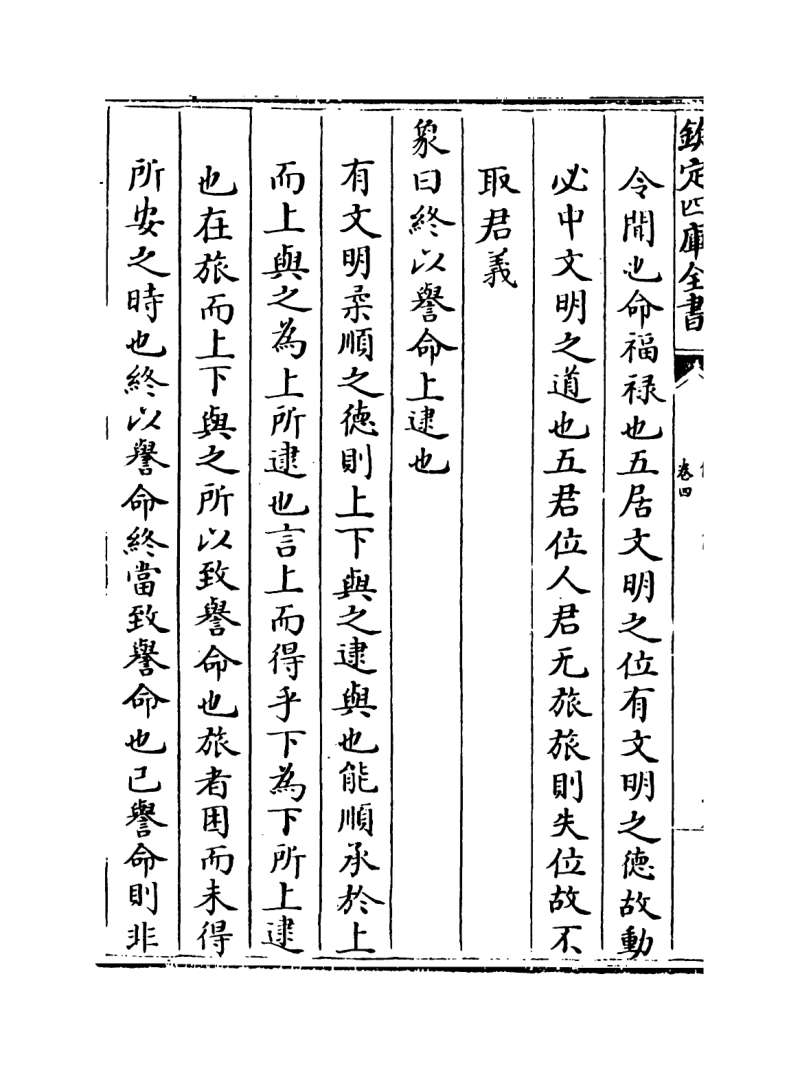 欽定四庫全書
卷四
令聞也命福禄也五居文明之位有文明之德故動
必中文明之道也五君位人君无旅旅則失位故不
取君義
象曰終以譽命上逮也
有文明柔順之德則上下與之逮與也能順承於上
而上與之為上所逮也言上而得乎下為下所上逮
也在旅而上下與之所以致譽命也旅者困而未得
所安之時也終以譽命終當致譽命也已譽命則非